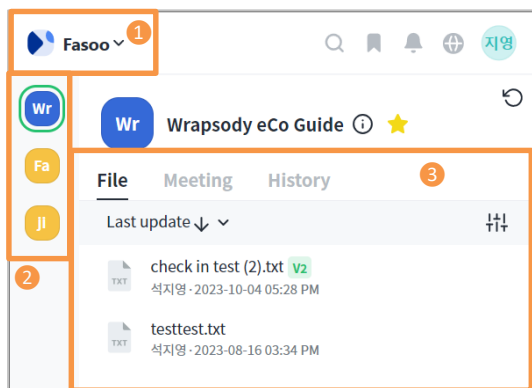 Fasoo
1
지영
Wr
Fa
Ji
2
Wr Wrapsody eCo Guide
File Meeting History
3
Last update
TXT check in test (2).txt V2
석지영·2023-10-04 05:28 PM
TXT testtest.txt
석지영·2023-08-16 03:34 PM